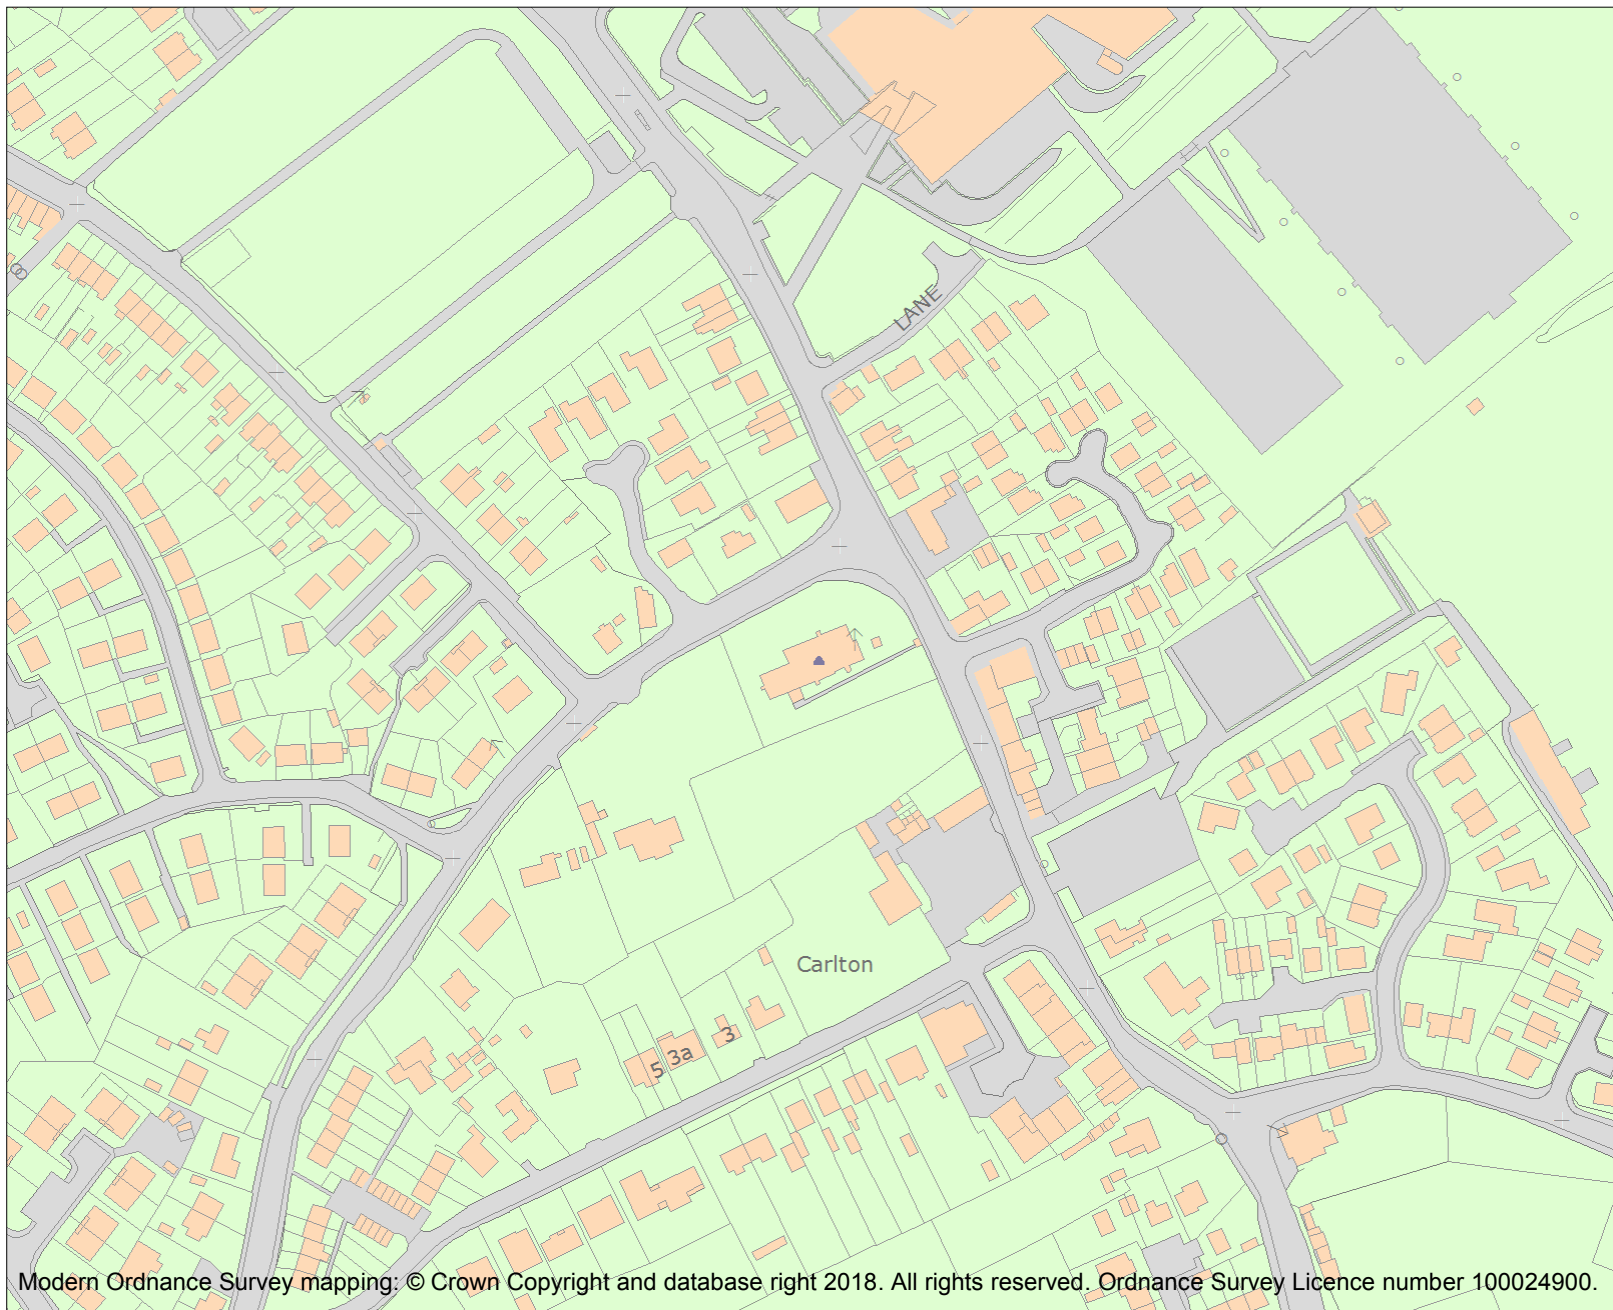 LANE
Carlton
3
3a
5
Modern Ordnance Survey mapping: © Crown Copyright and database right 2018. All rights reserved. Ordnance Survey Licence number 100024900.